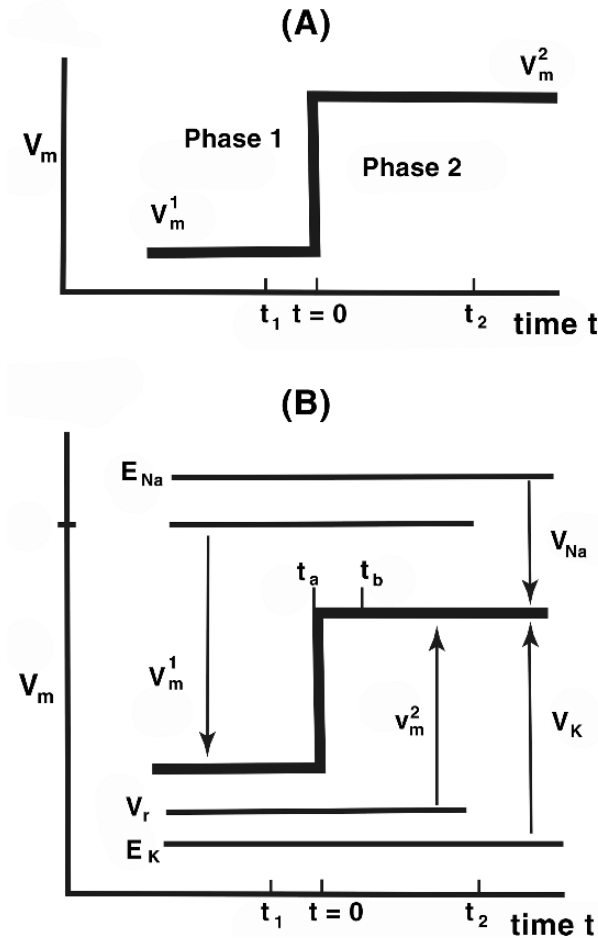 (A)
V_m^2
V_m
Phase 1
Phase 2
V_m^1
t_1 t = 0 t_2 time t
(B)
E_Na
V_Na
t_a t_b
V_m^1
V_m
v_m^2
V_K
V_r
E_K
t_1 t = 0 t_2 time t